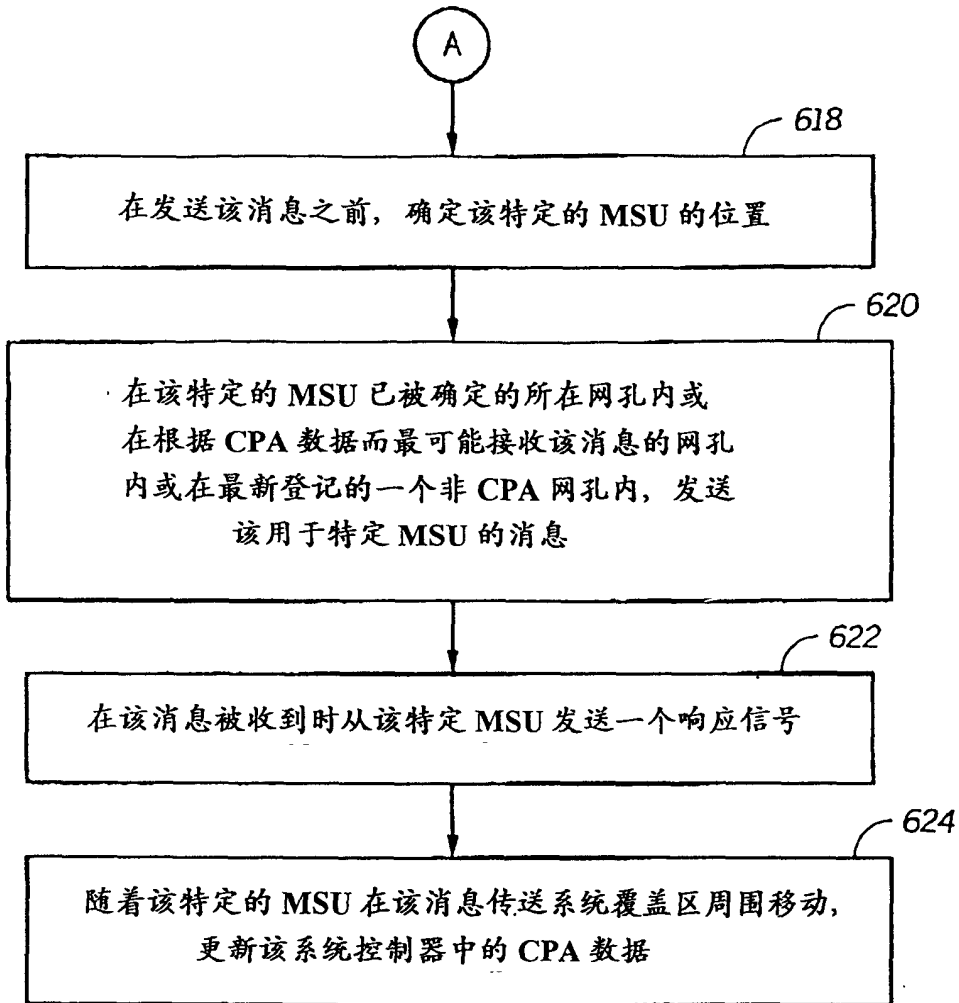 A
618
在发送该消息之前，确定该特定的 MSU 的位置
620
在该特定的 MSU 已被确定的所在网孔内或
在根据 CPA 数据而最可能接收该消息的网孔
内或在最新登记的一个非 CPA 网孔内，发送
该用于特定 MSU 的消息
622
在该消息被收到时从该特定 MSU 发送一个响应信号
624
随着该特定的 MSU 在该消息传送系统覆盖区周围移动，
更新该系统控制器中的 CPA 数据